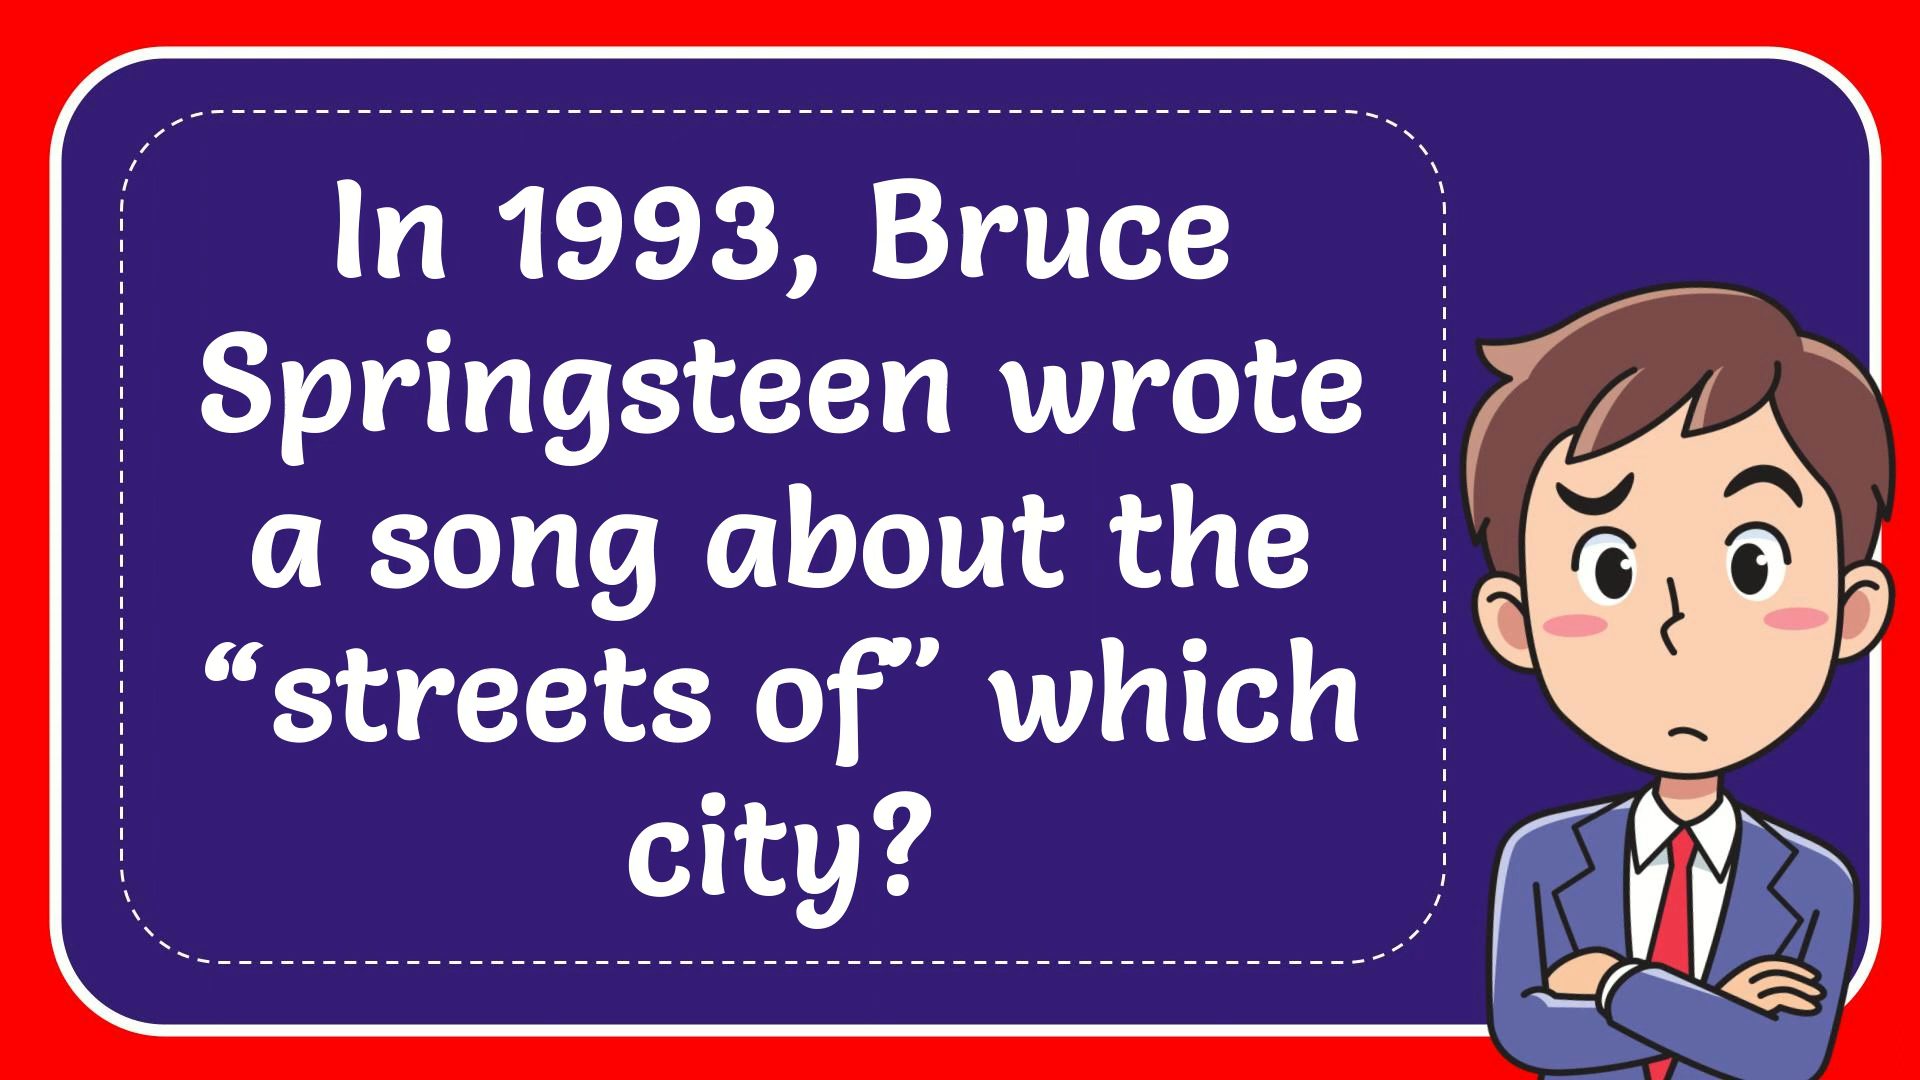 In 1993, Bruce
Springsteen wrote
a song about the
“streets of” which
city?